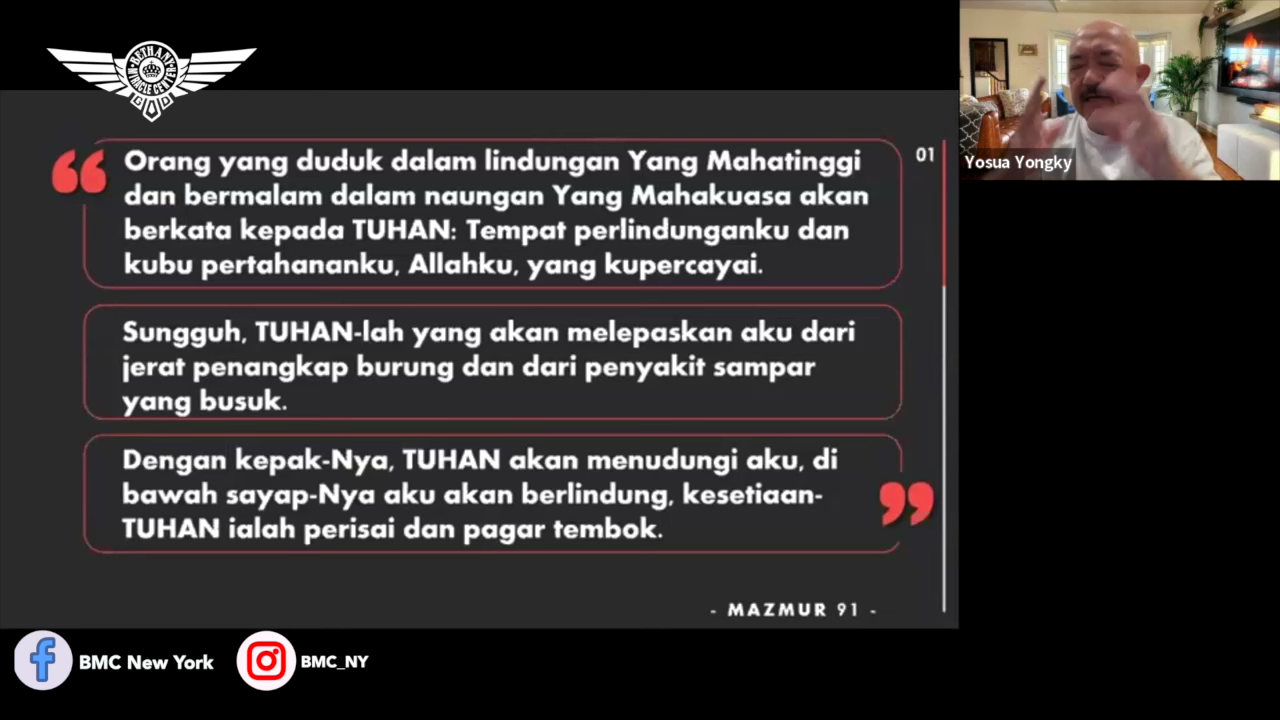 BETHANY
MIRACLE CENTER
Orang yang duduk dalam lindungan Yang Mahatinggi
dan bermalam dalam naungan Yang Mahakuasa akan
berkata kepada TUHAN: Tempat perlindunganku dan
kubu pertahananku, Allahku, yang kupercayai.
01
Yosua Yongky
Sungguh, TUHAN-lah yang akan melepaskan aku dari
jerat penangkap burung dan dari penyakit sampar
yang busuk.
Dengan kepak-Nya, TUHAN akan menudungi aku, di
bawah sayap-Nya aku akan berlindung, kesetiaan-
TUHAN ialah perisai dan pagar tembok.
- MAZMUR 91 -
BMC New York
BMC_NY